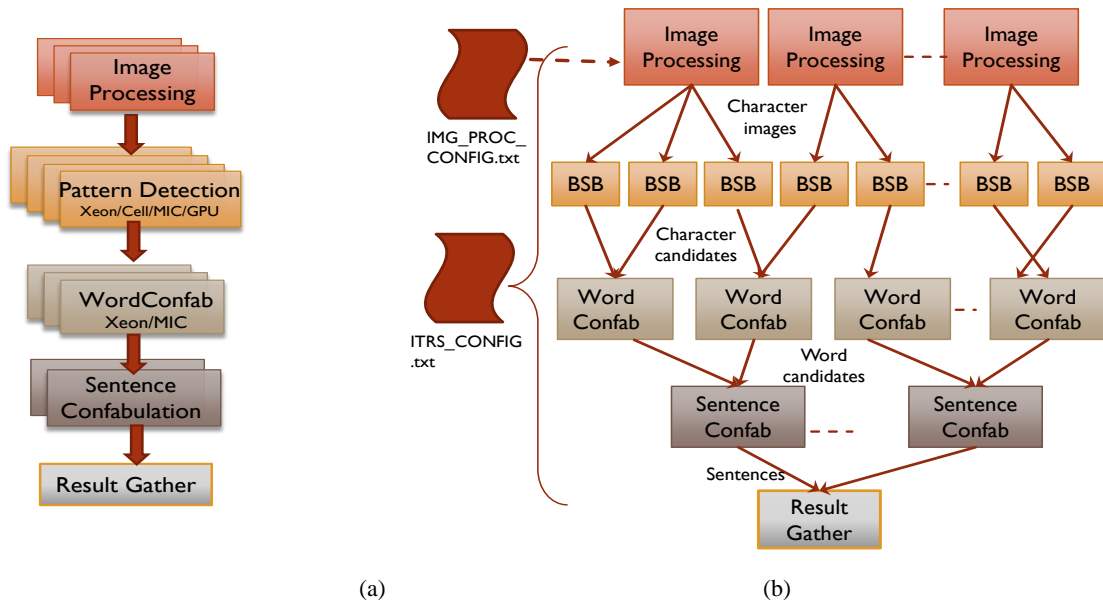 Image
Processing
Pattern Detection
Xeon/Cell/MIC/GPU
WordConfab
Xeon/MIC
Sentence
Confabulation
Result Gather
(a)
IMG_PROC_
CONFIG.txt
ITRS_CONFIG
.txt
Image
Processing
Image
Processing
Image
Processing
Character
images
BSB
BSB
BSB
BSB
BSB
BSB
BSB
Character
candidates
Word
Confab
Word
Confab
Word
Confab
Word
Confab
Word
candidates
Sentence
Confab
Sentence
Confab
Sentences
Result
Gather
(b)